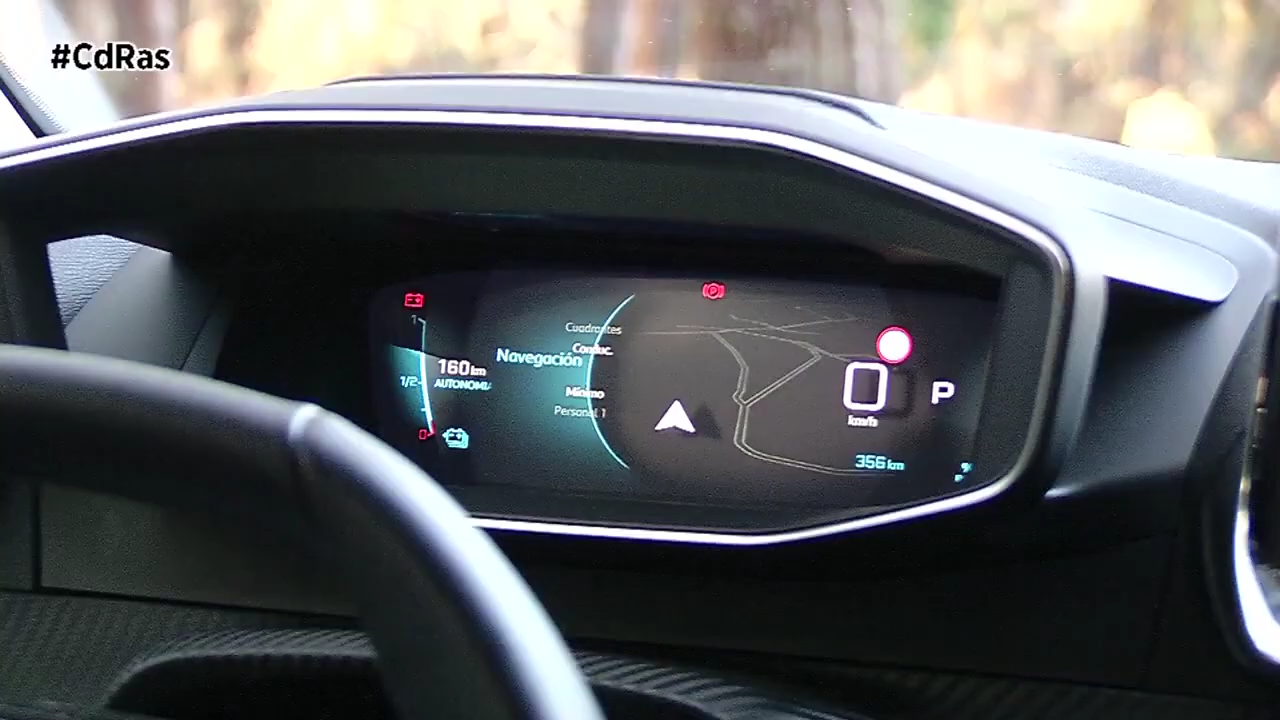 #CdRas
1
160 km
AUTONOMIA
1/2
0
Cuadrantes
Conduc.
Navegación
Mínimo
Personal 1
P
0
km/h
P
356 km